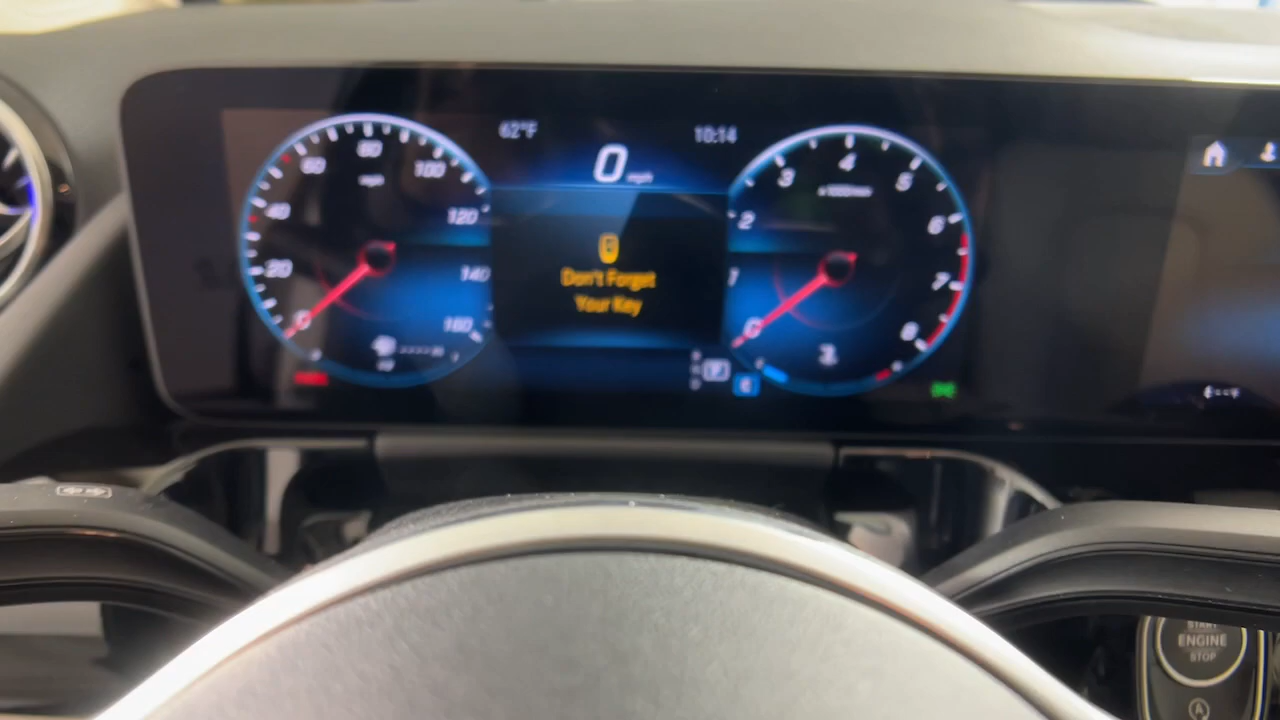 62°F
10:14
0 mph
Don't Forget
Your Key
80
60
100
mph
40
120
20
140
0
160
4
3
5
x1000/min
2
6
1
7
0
8
P
START
ENGINE
STOP
A